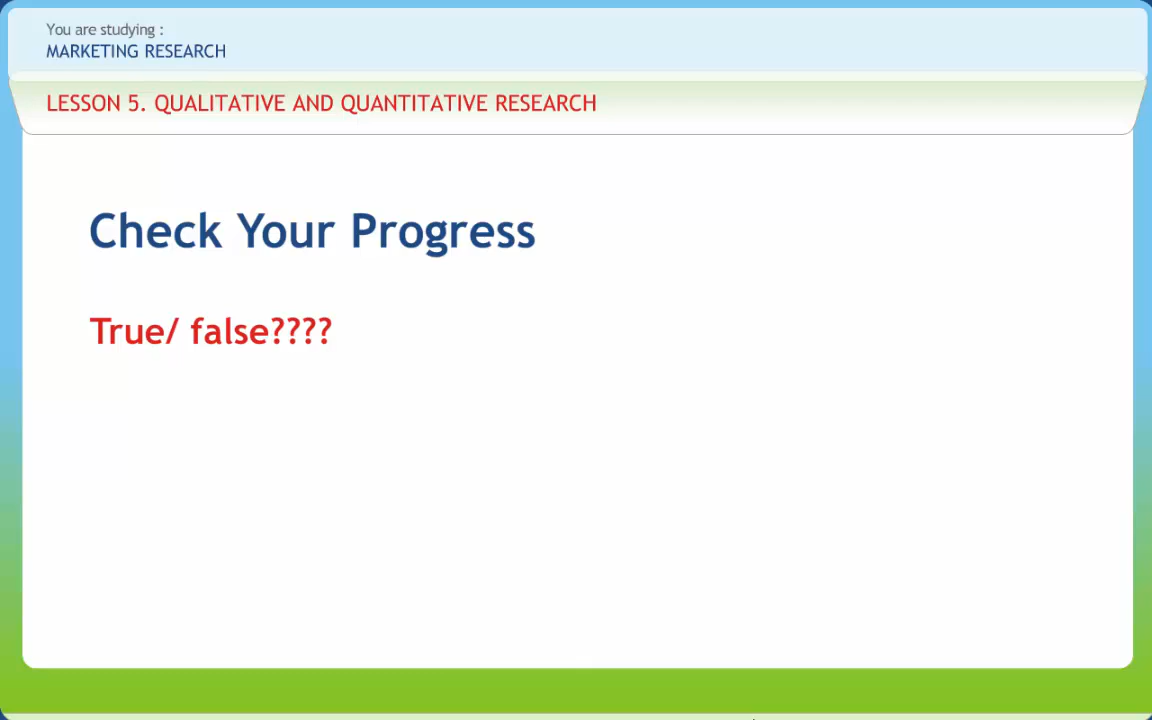 You are studying :
MARKETING RESEARCH
LESSON 5. QUALITATIVE AND QUANTITATIVE RESEARCH
Check Your Progress
True/ false????